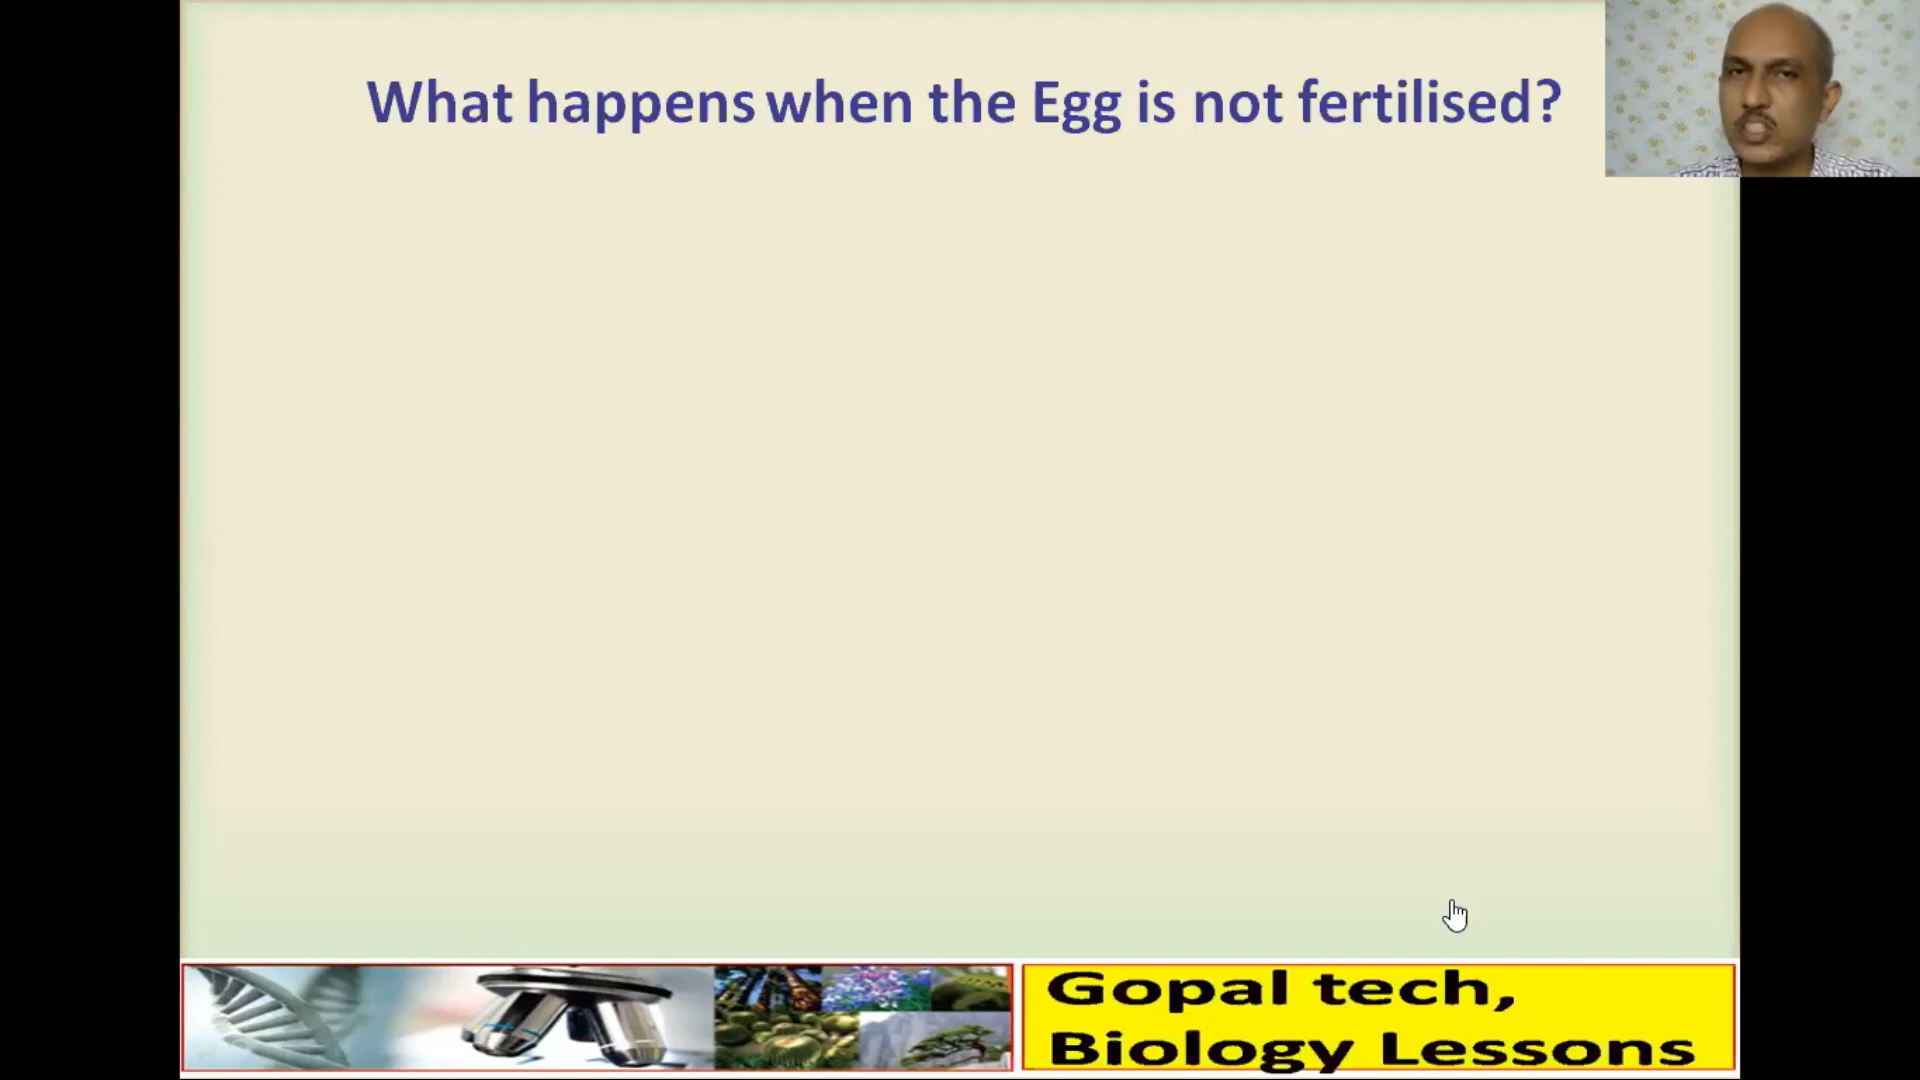 What happens when the Egg is not fertilised?
Gopal tech,
Biology Lessons